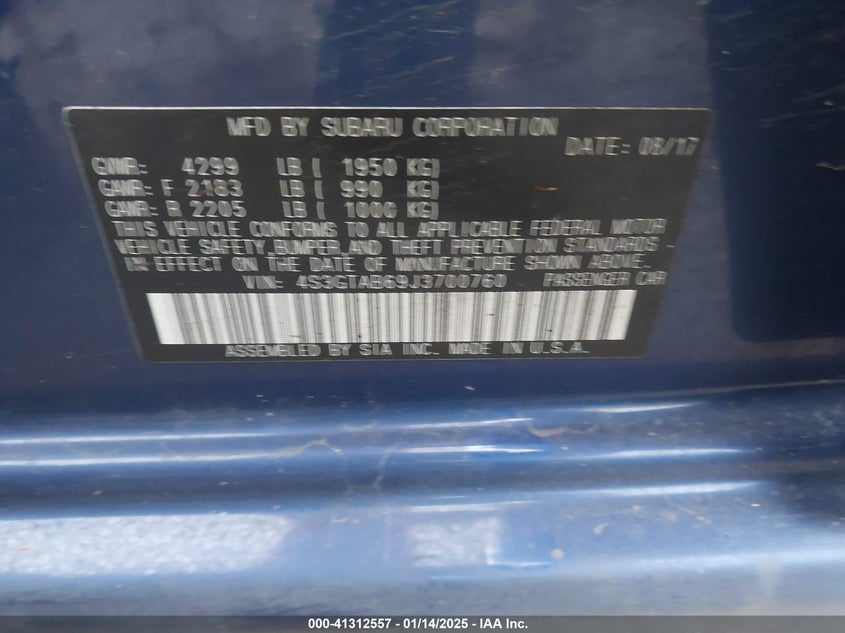 MFD BY SUBARU CORPORATION
DATE: 08/17
GVWR: 4299 LB ( 1950 KG)
GAWR: F 2183 LB ( 990 KG)
GAWR: R 2205 LB ( 1000 KG)
THIS VEHICLE CONFORMS TO ALL APPLICABLE FEDERAL MOTOR
VEHICLE SAFETY, BUMPER, AND THEFT PREVENTION STANDARDS
IN EFFECT ON THE DATE OF MANUFACTURE SHOWN ABOVE.
VIN: 4S3GTAB69J3700760 PASSENGER CAR
ASSEMBLED BY SIA INC. MADE IN U.S.A.
000-41312557 - 01/14/2025 - IAA Inc.